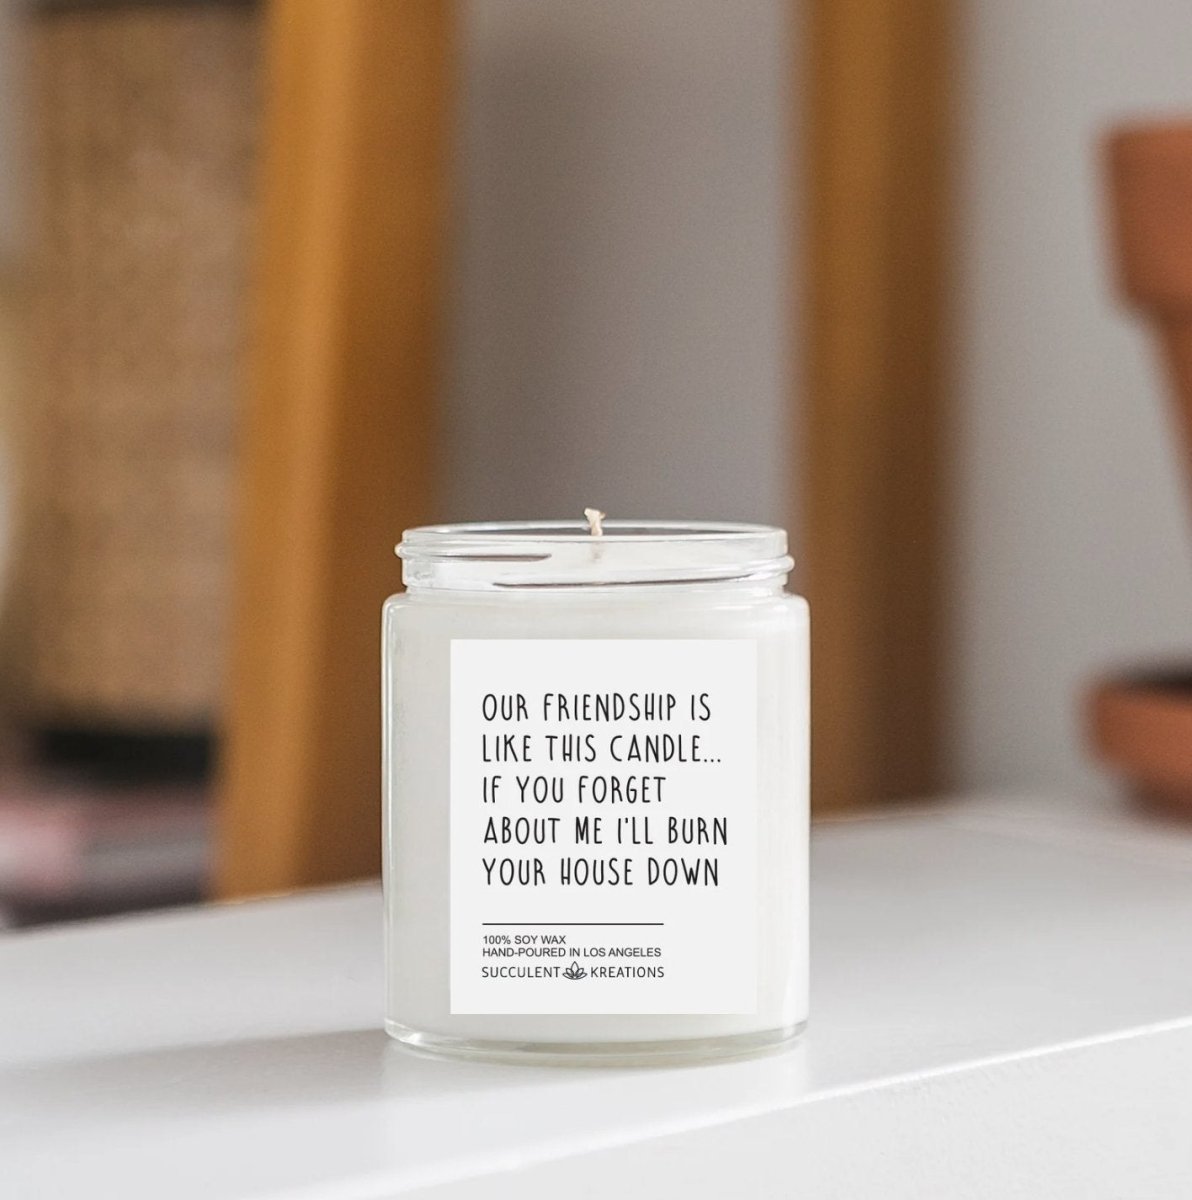 OUR FRIENDSHIP IS
LIKE THIS CANDLE...
IF YOU FORGET
ABOUT ME I'LL BURN
YOUR HOUSE DOWN
100% SOY WAX
HAND-POURED IN LOS ANGELES
SUCCULENT KREATIONS